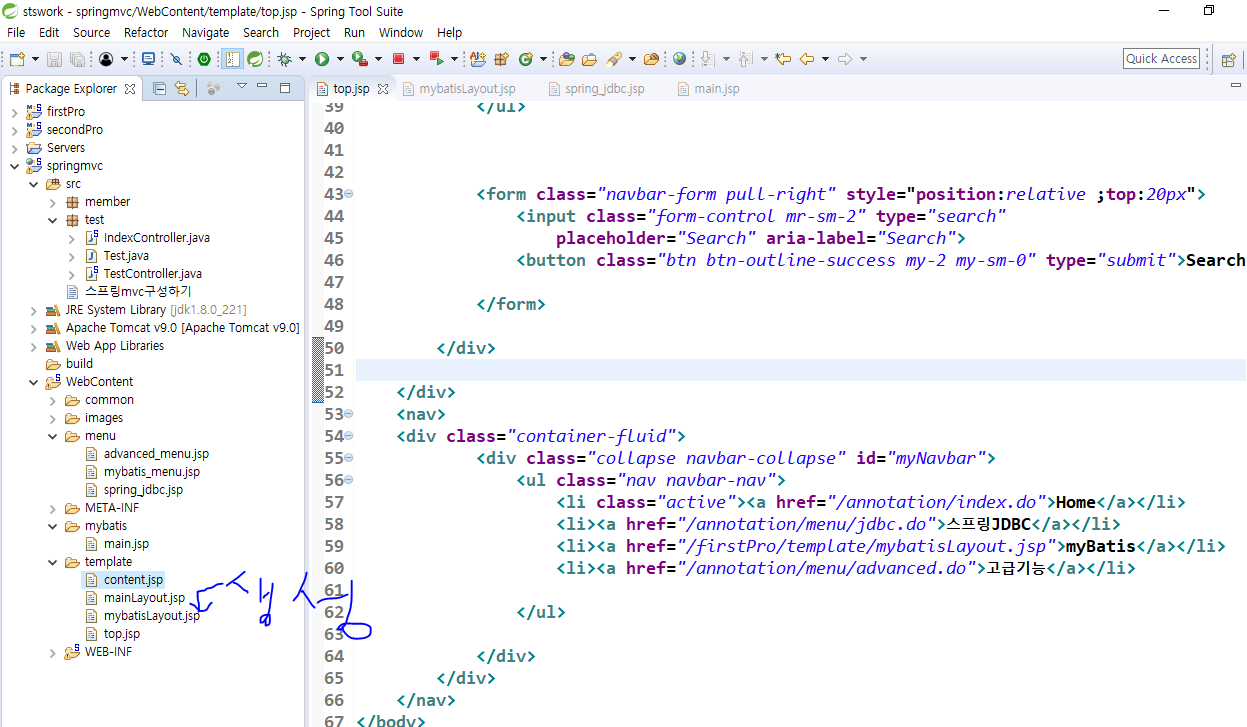 stswork - springmvc/WebContent/template/top.jsp - Spring Tool Suite
File Edit Source Refactor Navigate Search Project Run Window Help
Quick Access
Package Explorer
top.jsp
mybatisLayout.jsp
spring_jdbc.jsp
main.jsp
firstPro
secondPro
Servers
springmvc
src
member
test
IndexController.java
Test.java
TestController.java
스프링mvc구성하기
JRE System Library [jdk1.8.0_221]
Apache Tomcat v9.0 [Apache Tomcat v9.0]
Web App Libraries
build
WebContent
common
images
menu
advanced_menu.jsp
mybatis_menu.jsp
spring_jdbc.jsp
META-INF
mybatis
main.jsp
template
content.jsp
mainLayout.jsp
mybatisLayout.jsp
top.jsp
WEB-INF
39 </ul>
40
41
42
43 <form class="navbar-form pull-right" style="position:relative ;top:20px">
44 <input class="form-control mr-sm-2" type="search"
45 placeholder="Search" aria-label="Search">
46 <button class="btn btn-outline-success my-2 my-sm-0" type="submit">Search
47
48 </form>
49
50 </div>
51
52 </div>
53 <nav>
54 <div class="container-fluid">
55 <div class="collapse navbar-collapse" id="myNavbar">
56 <ul class="nav navbar-nav">
57 <li class="active"><a href="/annotation/index.do">Home</a></li>
58 <li><a href="/annotation/menu/jdbc.do">스프링JDBC</a></li>
59 <li><a href="/firstPro/template/mybatisLayout.jsp">myBatis</a></li>
60 <li><a href="/annotation/menu/advanced.do">고급기능</a></li>
61
62 </ul>
63
64 </div>
65 </div>
66 </nav>
67 </body>